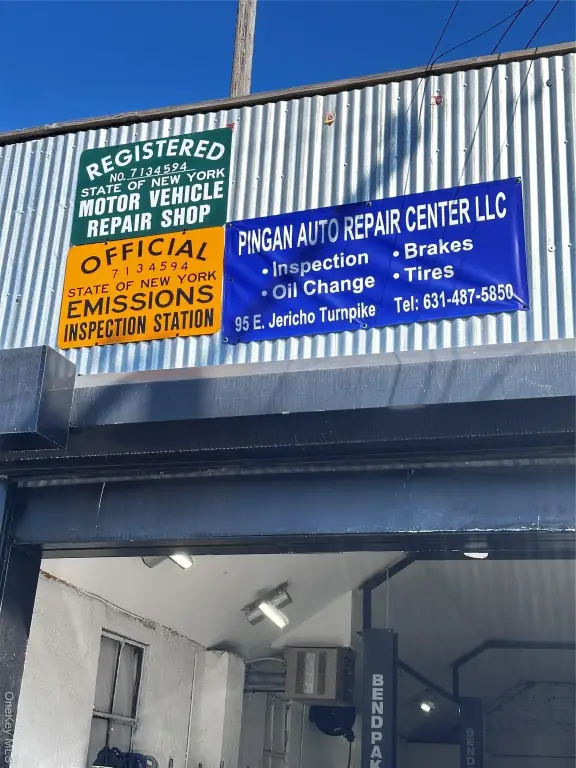 REGISTERED
NO. 7134594
STATE OF NEW YORK
MOTOR VEHICLE
REPAIR SHOP
OFFICIAL
7134594
STATE OF NEW YORK
EMISSIONS
INSPECTION STATION
PINGAN AUTO REPAIR CENTER LLC
• Inspection
• Oil Change
• Brakes
• Tires
95 E. Jericho Turnpike
Tel: 631-487-5850
BENDPAK
BEND
OneKey MLS